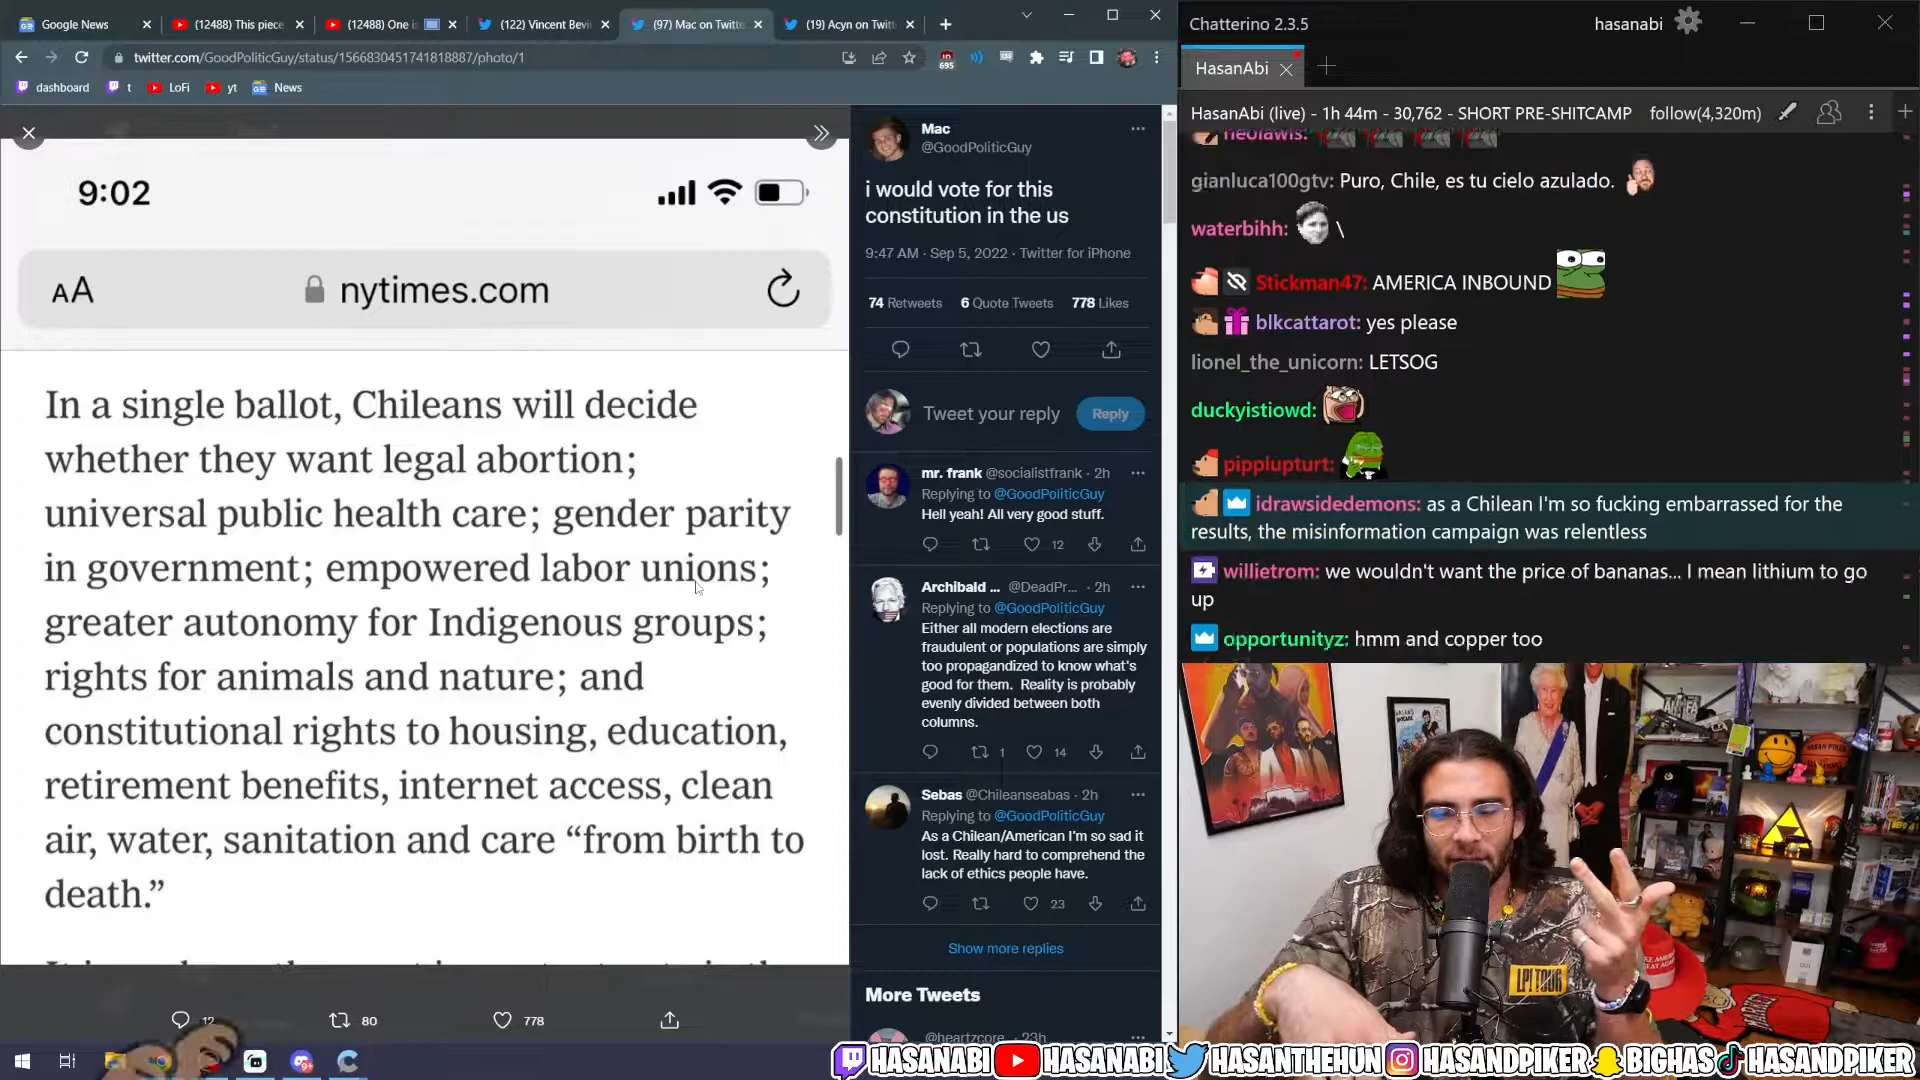 Google News
(12488) This piece
(12488) One is
(122) Vincent Bevi
(97) Mac on Twitte
(19) Acyn on Twitt
twitter.com/GoodPoliticGuy/status/1566830451741818887/photo/1
695
dashboard
t
LoFi
yt
News
9:02
AA
nytimes.com
In a single ballot, Chileans will decide
whether they want legal abortion;
universal public health care; gender parity
in government; empowered labor unions;
greater autonomy for Indigenous groups;
rights for animals and nature; and
constitutional rights to housing, education,
retirement benefits, internet access, clean
air, water, sanitation and care “from birth to
death.”
12
80
778
Mac
@GoodPoliticGuy
i would vote for this
constitution in the us
9:47 AM · Sep 5, 2022 · Twitter for iPhone
74 Retweets 6 Quote Tweets 778 Likes
Tweet your reply
Reply
mr. frank @socialistfrank · 2h
Replying to @GoodPoliticGuy
Hell yeah! All very good stuff.
12
Archibald ... @DeadPr... · 2h
Replying to @GoodPoliticGuy
Either all modern elections are
fraudulent or populations are simply
too propagandized to know what's
good for them. Reality is probably
evenly divided between both
columns.
1
14
Sebas @Chileanseabas · 2h
Replying to @GoodPoliticGuy
As a Chilean/American I'm so sad it
lost. Really hard to comprehend the
lack of ethics people have.
23
Show more replies
More Tweets
@heartzcore · 23h
Chatterino 2.3.5
hasanabi
HasanAbi
HasanAbi (live) - 1h 44m - 30,762 - SHORT PRE-SHITCAMP
follow(4,320m)
neolawls:
gianluca100gtv: Puro, Chile, es tu cielo azulado.
waterbihh: \
Stickman47: AMERICA INBOUND
blkcattarot: yes please
lionel_the_unicorn: LETSOG
duckyistiowd:
pipplupturt:
idrawsidedemons: as a Chilean I'm so fucking embarrassed for the
results, the misinformation campaign was relentless
willietrom: we wouldn't want the price of bananas... I mean lithium to go
up
opportunityz: hmm and copper too
LPI TOUR
HASANABI
HASANABI
HASANTHEHUN
HASANDPIKER
BIGHAS
HASANDPIKER